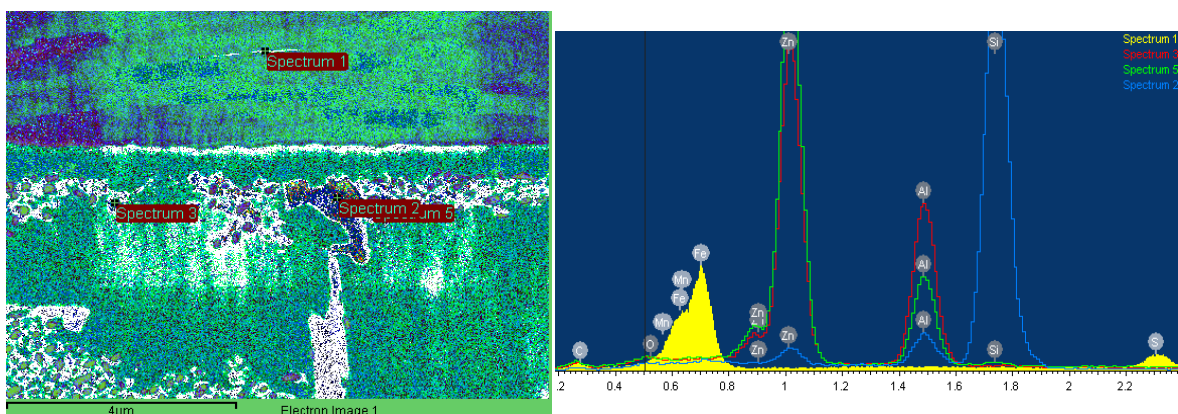 Spectrum 1
Spectrum 3
Spectrum 2
um 5
4um
Electron Image 1
Spectrum 1
Spectrum 3
Spectrum 5
Spectrum 2
Zn
Si
Al
Fe
Mn
Fe
Al
Zn
Mn
Al
Zn
O
Zn
Si
C
S
.2 0.4 0.6 0.8 1 1.2 1.4 1.6 1.8 2 2.2